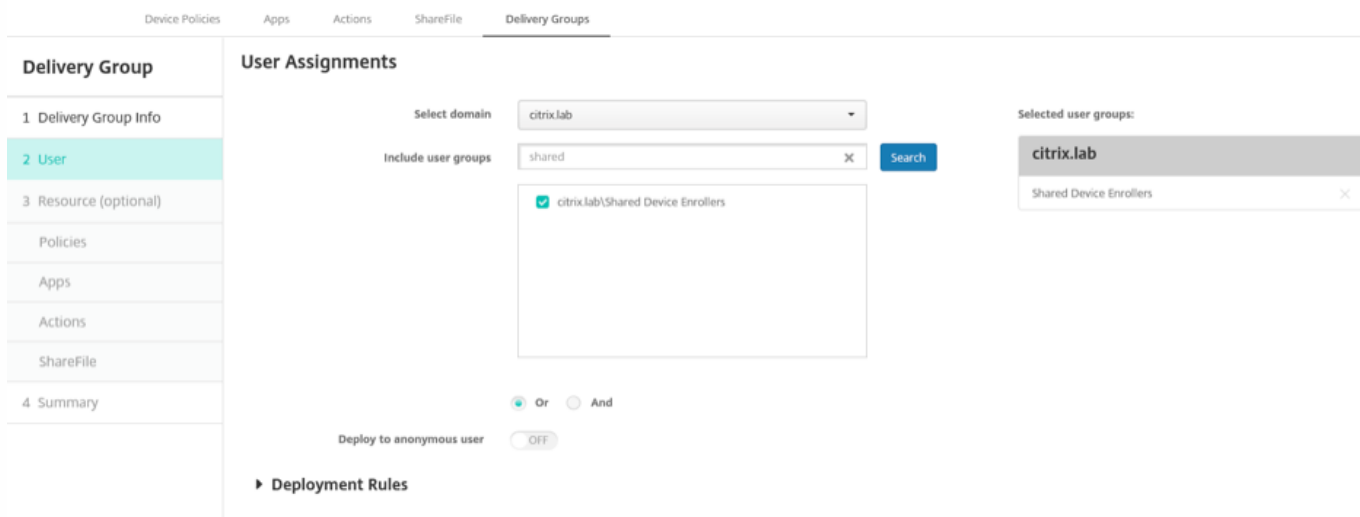 Device Policies Apps Actions ShareFile Delivery Groups
Delivery Group
1 Delivery Group Info
2 User
3 Resource (optional)
Policies
Apps
Actions
ShareFile
4 Summary
User Assignments
Select domain citrix.lab
Include user groups shared Search
citrix.lab\Shared Device Enrollers
Or And
Deploy to anonymous user OFF
Deployment Rules
Selected user groups:
citrix.lab
Shared Device Enrollers